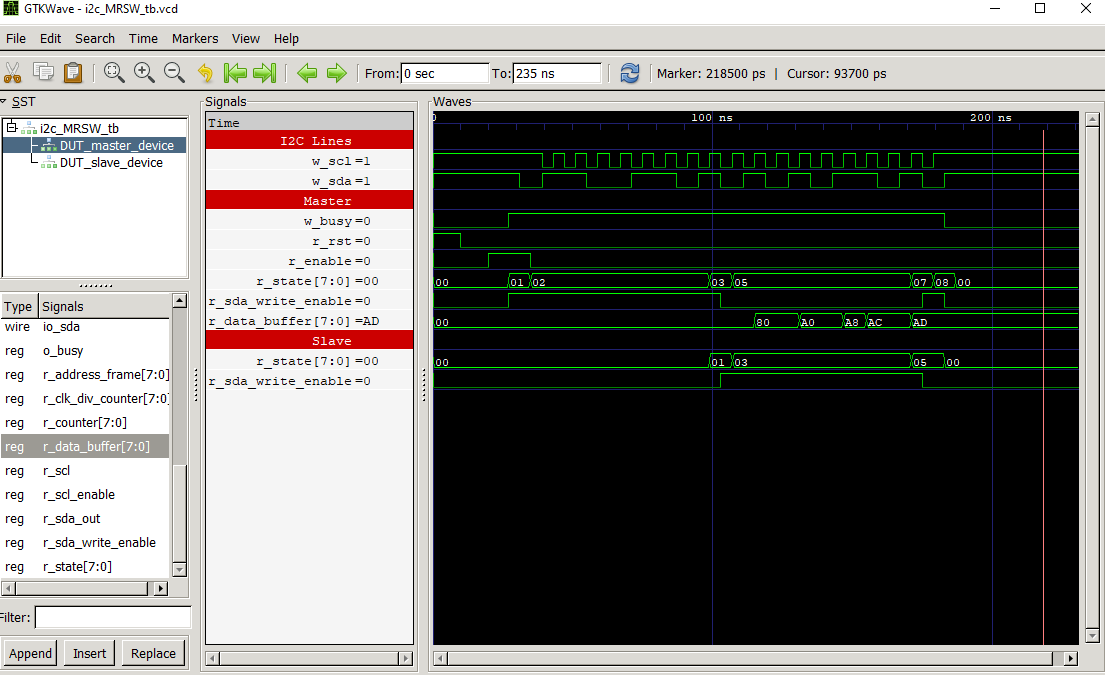 GTKWave - i2c_MRSW_tb.vcd
File Edit Search Time Markers View Help
From: 0 sec To: 235 ns Marker: 218500 ps | Cursor: 93700 ps
SST
i2c_MRSW_tb
DUT_master_device
DUT_slave_device
Type Signals
wire io_sda
reg o_busy
reg r_address_frame[7:0]
reg r_clk_div_counter[7:0]
reg r_counter[7:0]
reg r_data_buffer[7:0]
reg r_scl
reg r_scl_enable
reg r_sda_out
reg r_sda_write_enable
reg r_state[7:0]
Filter:
Append Insert Replace
Signals
Time
I2C Lines
w_scl=1
w_sda=1
Master
w_busy=0
r_rst=0
r_enable=0
r_state[7:0]=00
r_sda_write_enable=0
r_data_buffer[7:0]=AD
Slave
r_state[7:0]=00
r_sda_write_enable=0
Waves
0 100 ns 200 ns
00 01 02 03 05 07 08 00
00 80 A0 A8 AC AD
00 01 03 05 00